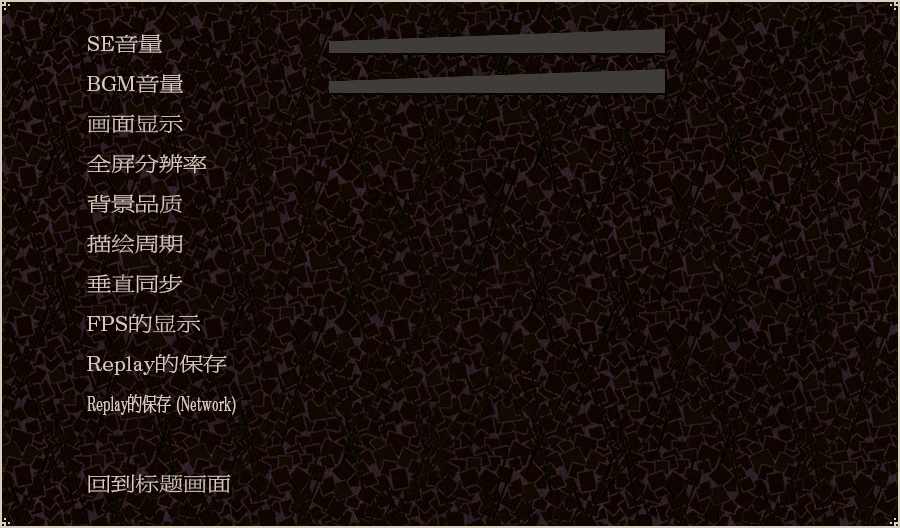 SE音量
BGM音量
画面显示
全屏分辨率
背景品质
描绘周期
垂直同步
FPS的显示
Replay的保存
Replay的保存 (Network)
回到标题画面